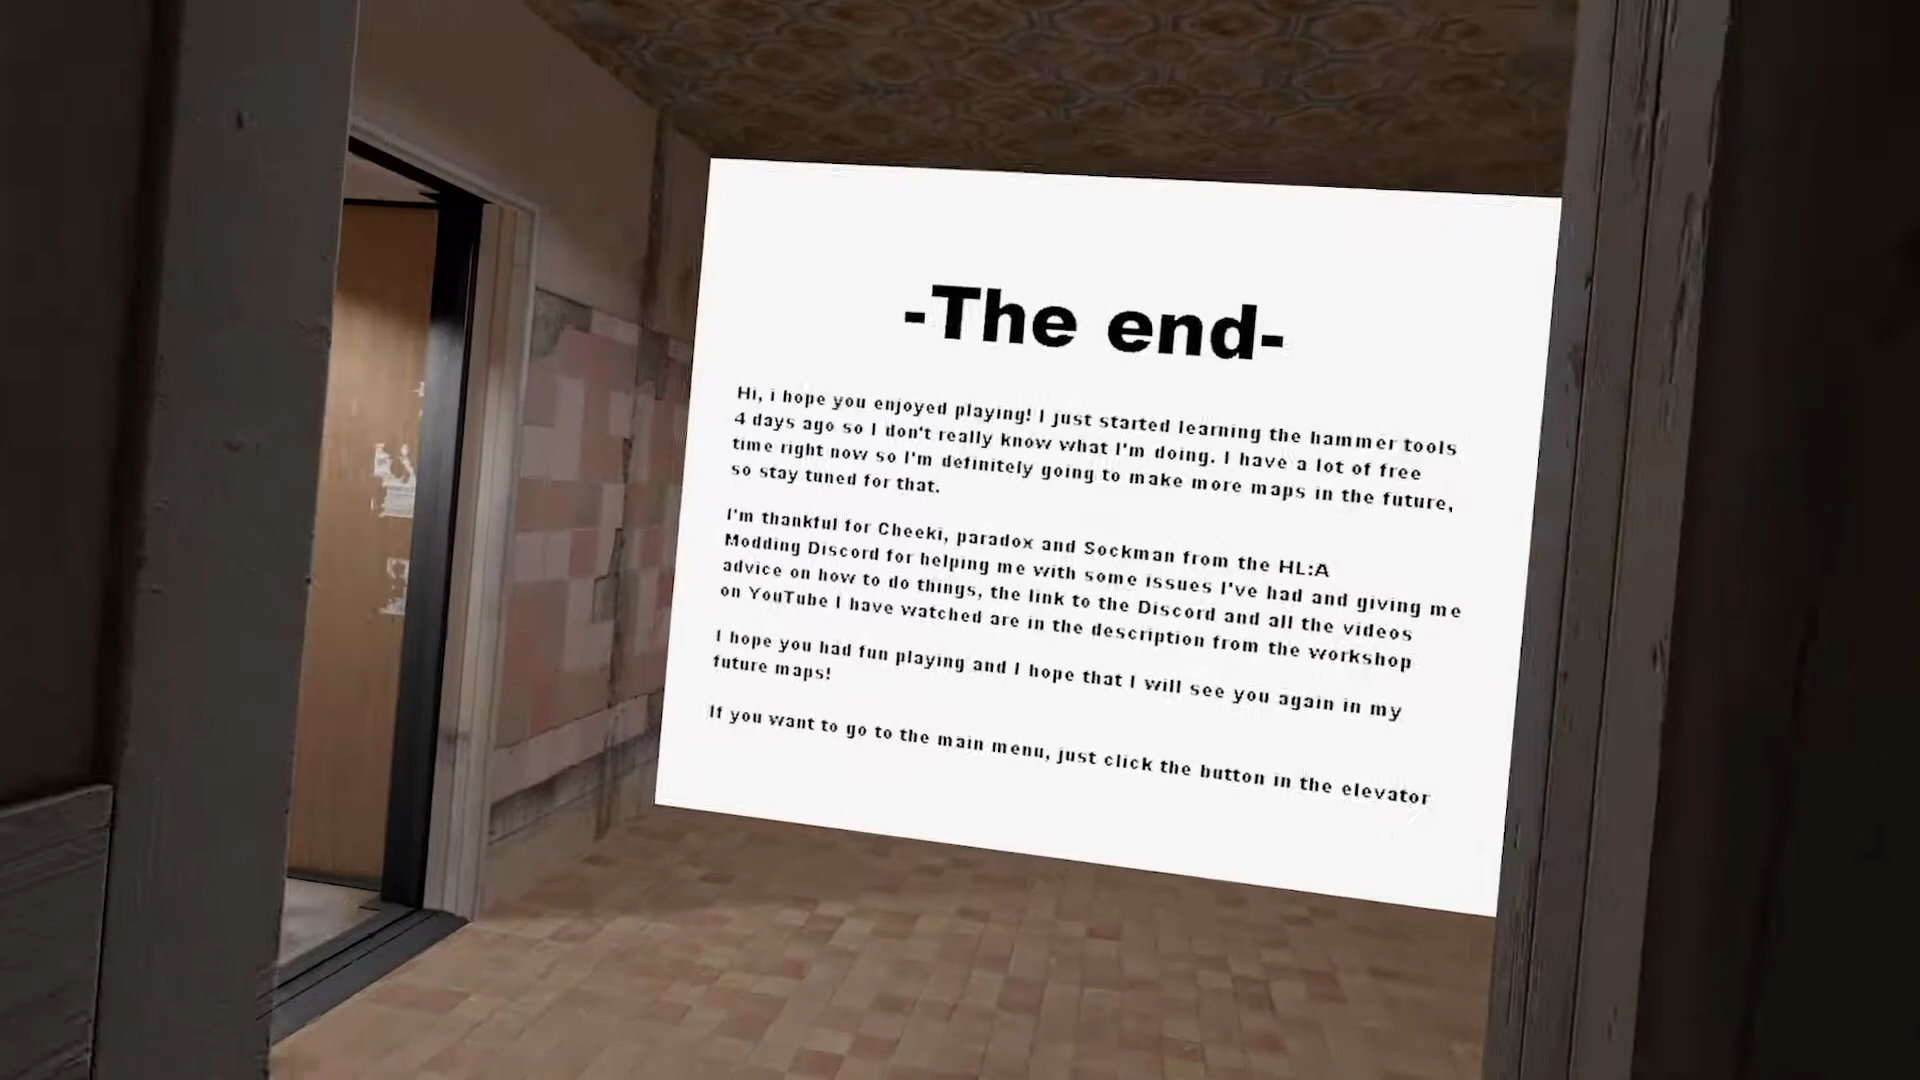 -The end-
Hi, i hope you enjoyed playing! I just started learning the hammer tools
4 days ago so I don't really know what I'm doing. I have a lot of free
time right now so I'm definitely going to make more maps in the future,
so stay tuned for that.
I'm thankful for Cheeki, paradox and Sockman from the HL:A
Modding Discord for helping me with some issues I've had and giving me
advice on how to do things, the link to the Discord and all the videos
on YouTube I have watched are in the description from the workshop
I hope you had fun playing and I hope that I will see you again in my
future maps!
If you want to go to the main menu, just click the button in the elevator